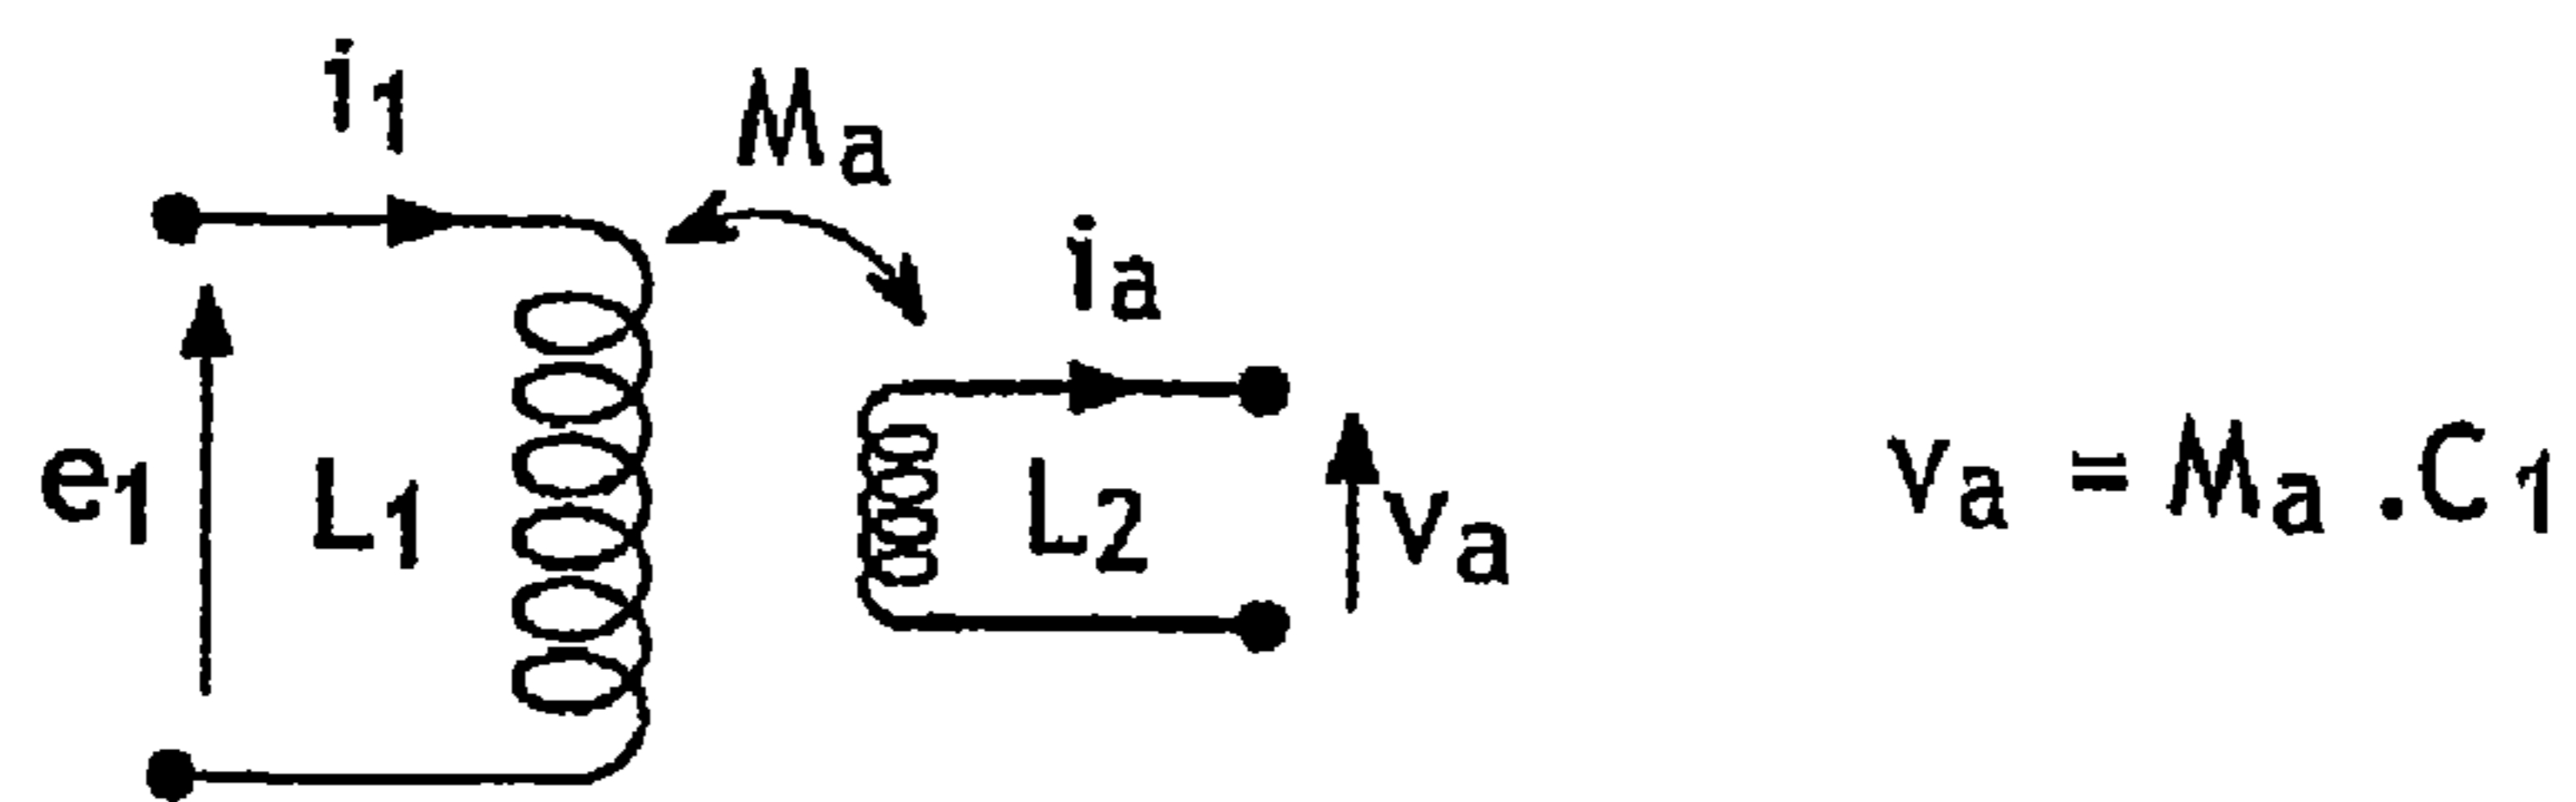 i1
Ma
ia
e1
L1
L2
va
va = Ma .C1